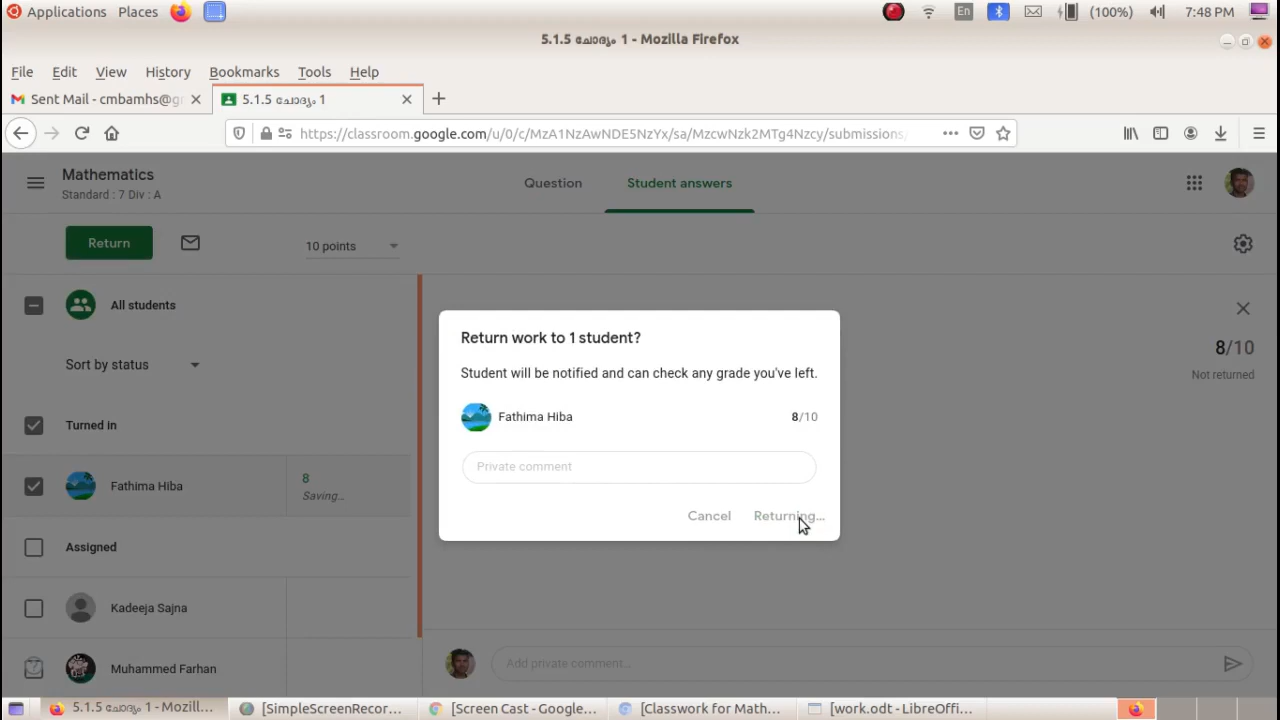 Applications Places En (100%) 7:48 PM
5.1.5 ചോദ്യം 1 - Mozilla Firefox
File Edit View History Bookmarks Tools Help
Sent Mail - cmbamhs@g
5.1.5 ചോദ്യം 1
https://classroom.google.com/u/0/c/MzA1NzAwNDE5NzYx/sa/MzcwNzk2MTg4Nzcy/submissions/
Mathematics
Standard : 7 Div : A
Question Student answers
Return 10 points
All students
Sort by status
Turned in
Fathima Hiba 8
Saving...
Assigned
Kadeeja Sajna
Muhammed Farhan
8/10
Not returned
Return work to 1 student?
Student will be notified and can check any grade you've left.
Fathima Hiba 8/10
Private comment
Cancel Returning...
Add private comment...
5.1.5 ചോദ്യം 1 - Mozill... [SimpleScreenRecor... [Screen Cast - Google... [Classwork for Math... [work.odt - LibreOffi...